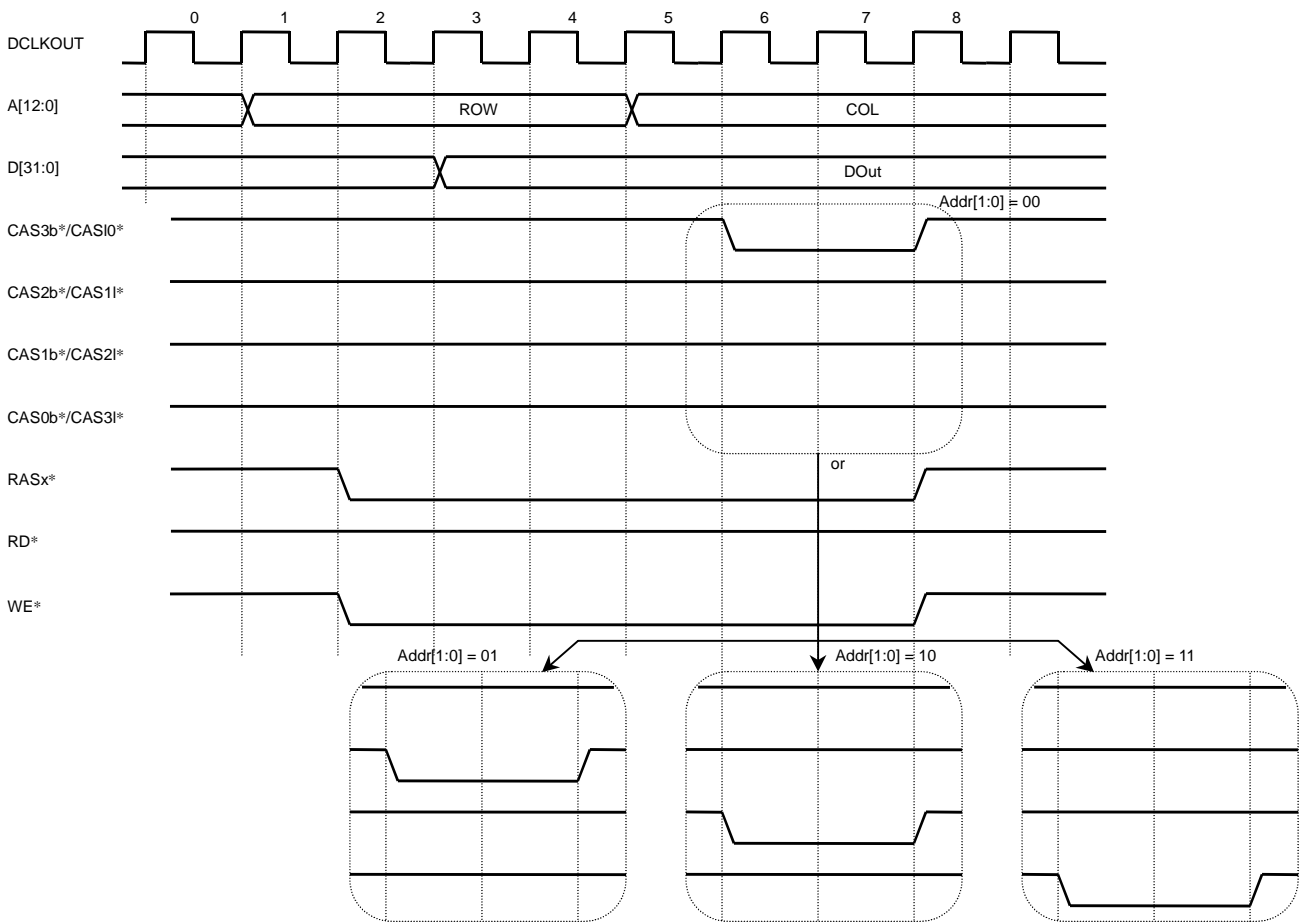 0 1 2 3 4 5 6 7 8
DCLKOUT
A[12:0] ROW COL
D[31:0] DOut
Addr[1:0] = 00
CAS3b*/CASl0*
CAS2b*/CAS1l*
CAS1b*/CAS2l*
CAS0b*/CAS3l*
or
RASx*
RD*
WE*
Addr[1:0] = 01 Addr[1:0] = 10 Addr[1:0] = 11